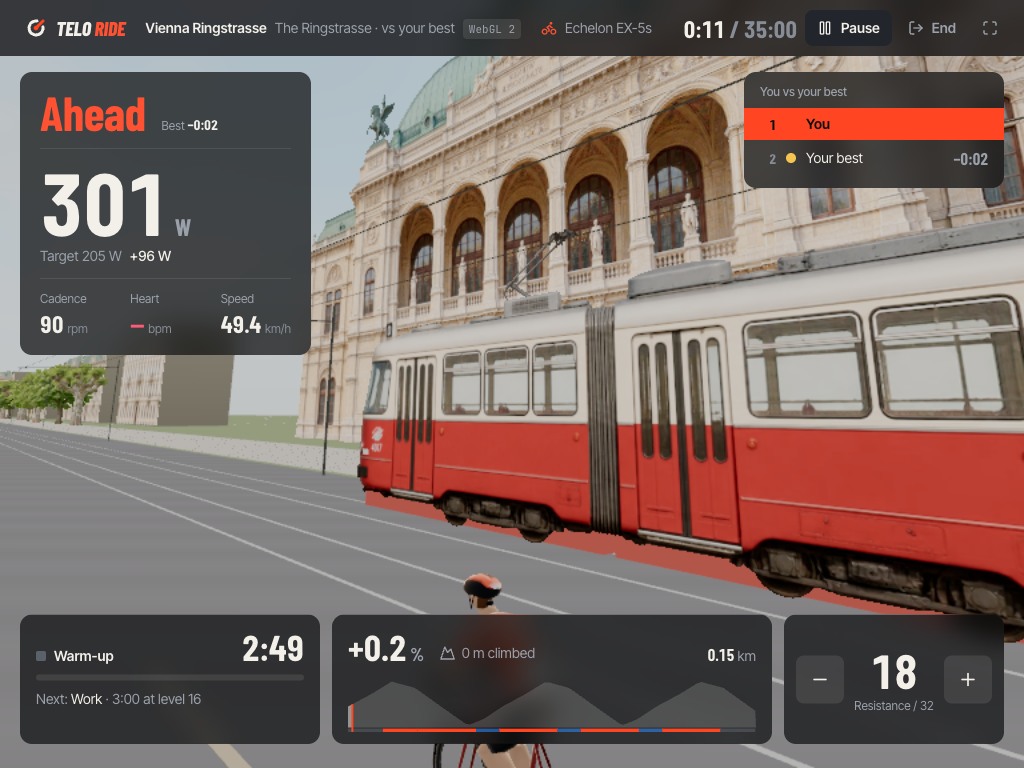 TELO RIDE
Vienna Ringstrasse The Ringstrasse · vs your best WebGL 2 Echelon EX-5s 0:11 / 35:00 Pause End
Ahead Best −0:02
301 W
Target 205 W +96 W
Cadence Heart Speed
90 rpm – bpm 49.4 km/h
You vs your best
1 You
2 Your best −0:02
Warm-up 2:49
Next: Work · 3:00 at level 16
+0.2 % 0 m climbed 0.15 km
− 18 +
Resistance / 32